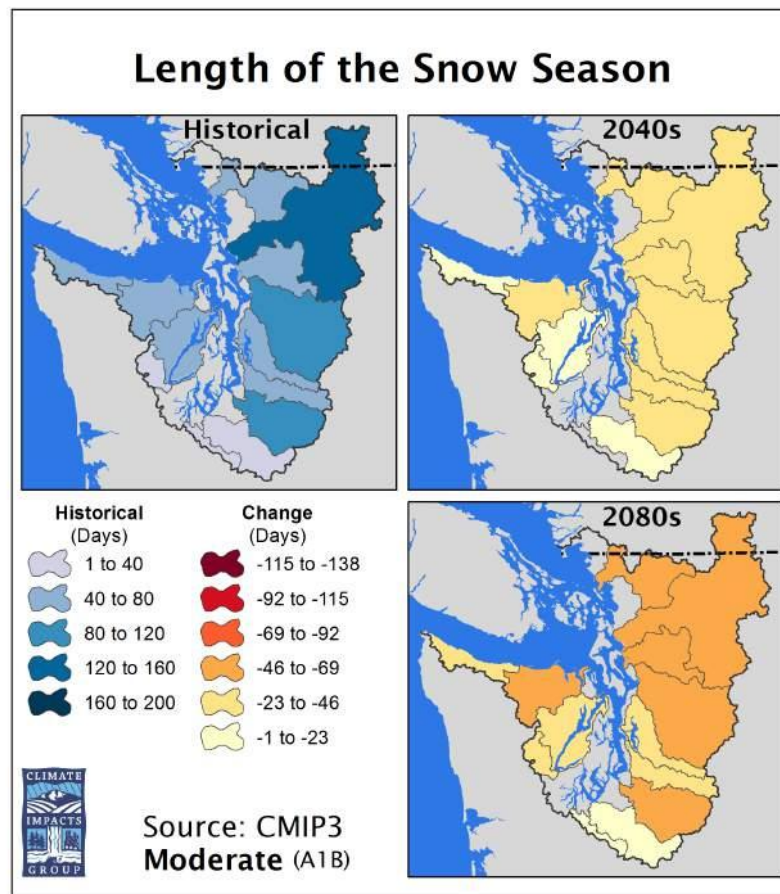 Length of the Snow Season
Historical
2040s
2080s
Historical
(Days)
1 to 40
40 to 80
80 to 120
120 to 160
160 to 200
Change
(Days)
-115 to -138
-92 to -115
-69 to -92
-46 to -69
-23 to -46
-1 to -23
CLIMATE
IMPACTS
GROUP
Source: CMIP3
Moderate (A1B)